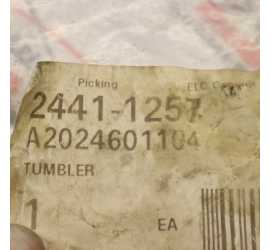 Picking
2441-1257
A2024601104
TUMBLER
1 EA